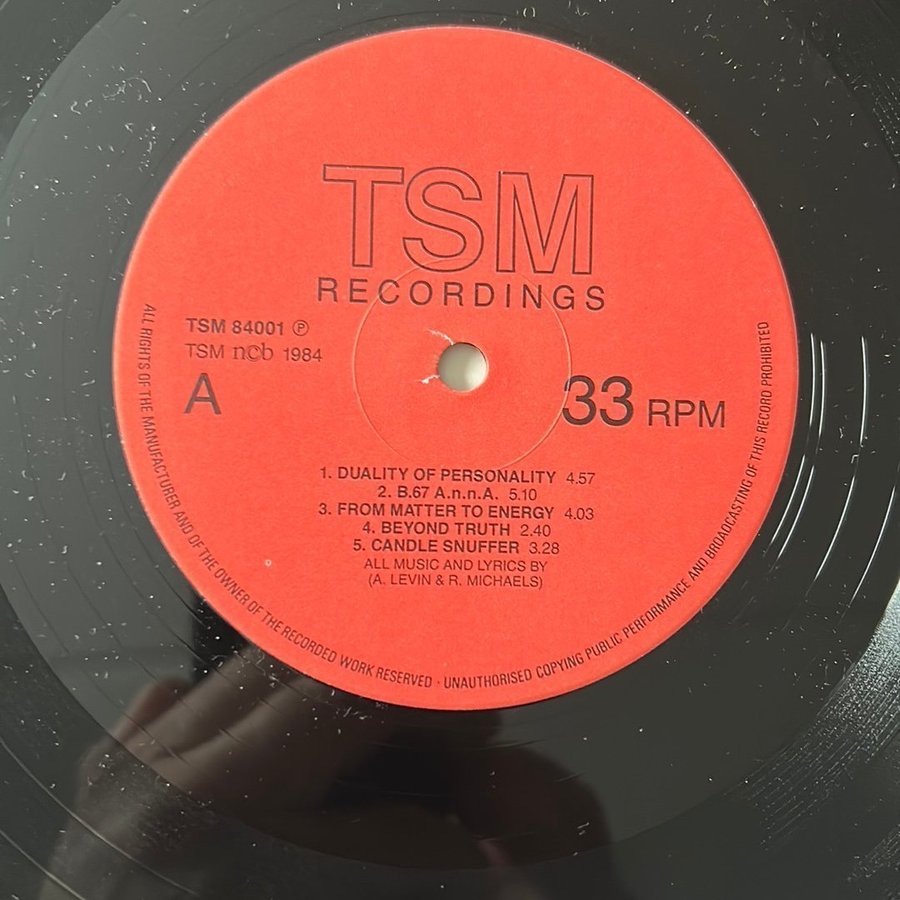 TSM
RECORDINGS
TSM 84001 ℗
TSM n©b 1984
A
33 RPM
1. DUALITY OF PERSONALITY 4.57
2. B.67 A.n.n.A. 5.10
3. FROM MATTER TO ENERGY 4.03
4. BEYOND TRUTH 2.40
5. CANDLE SNUFFER 3.28
ALL MUSIC AND LYRICS BY
(A. LEVIN & R. MICHAELS)
ALL RIGHTS OF THE MANUFACTURER AND OF THE OWNER OF THE RECORDED WORK RESERVED · UNAUTHORISED COPYING PUBLIC PERFORMANCE AND BROADCASTING OF THIS RECORD PROHIBITED